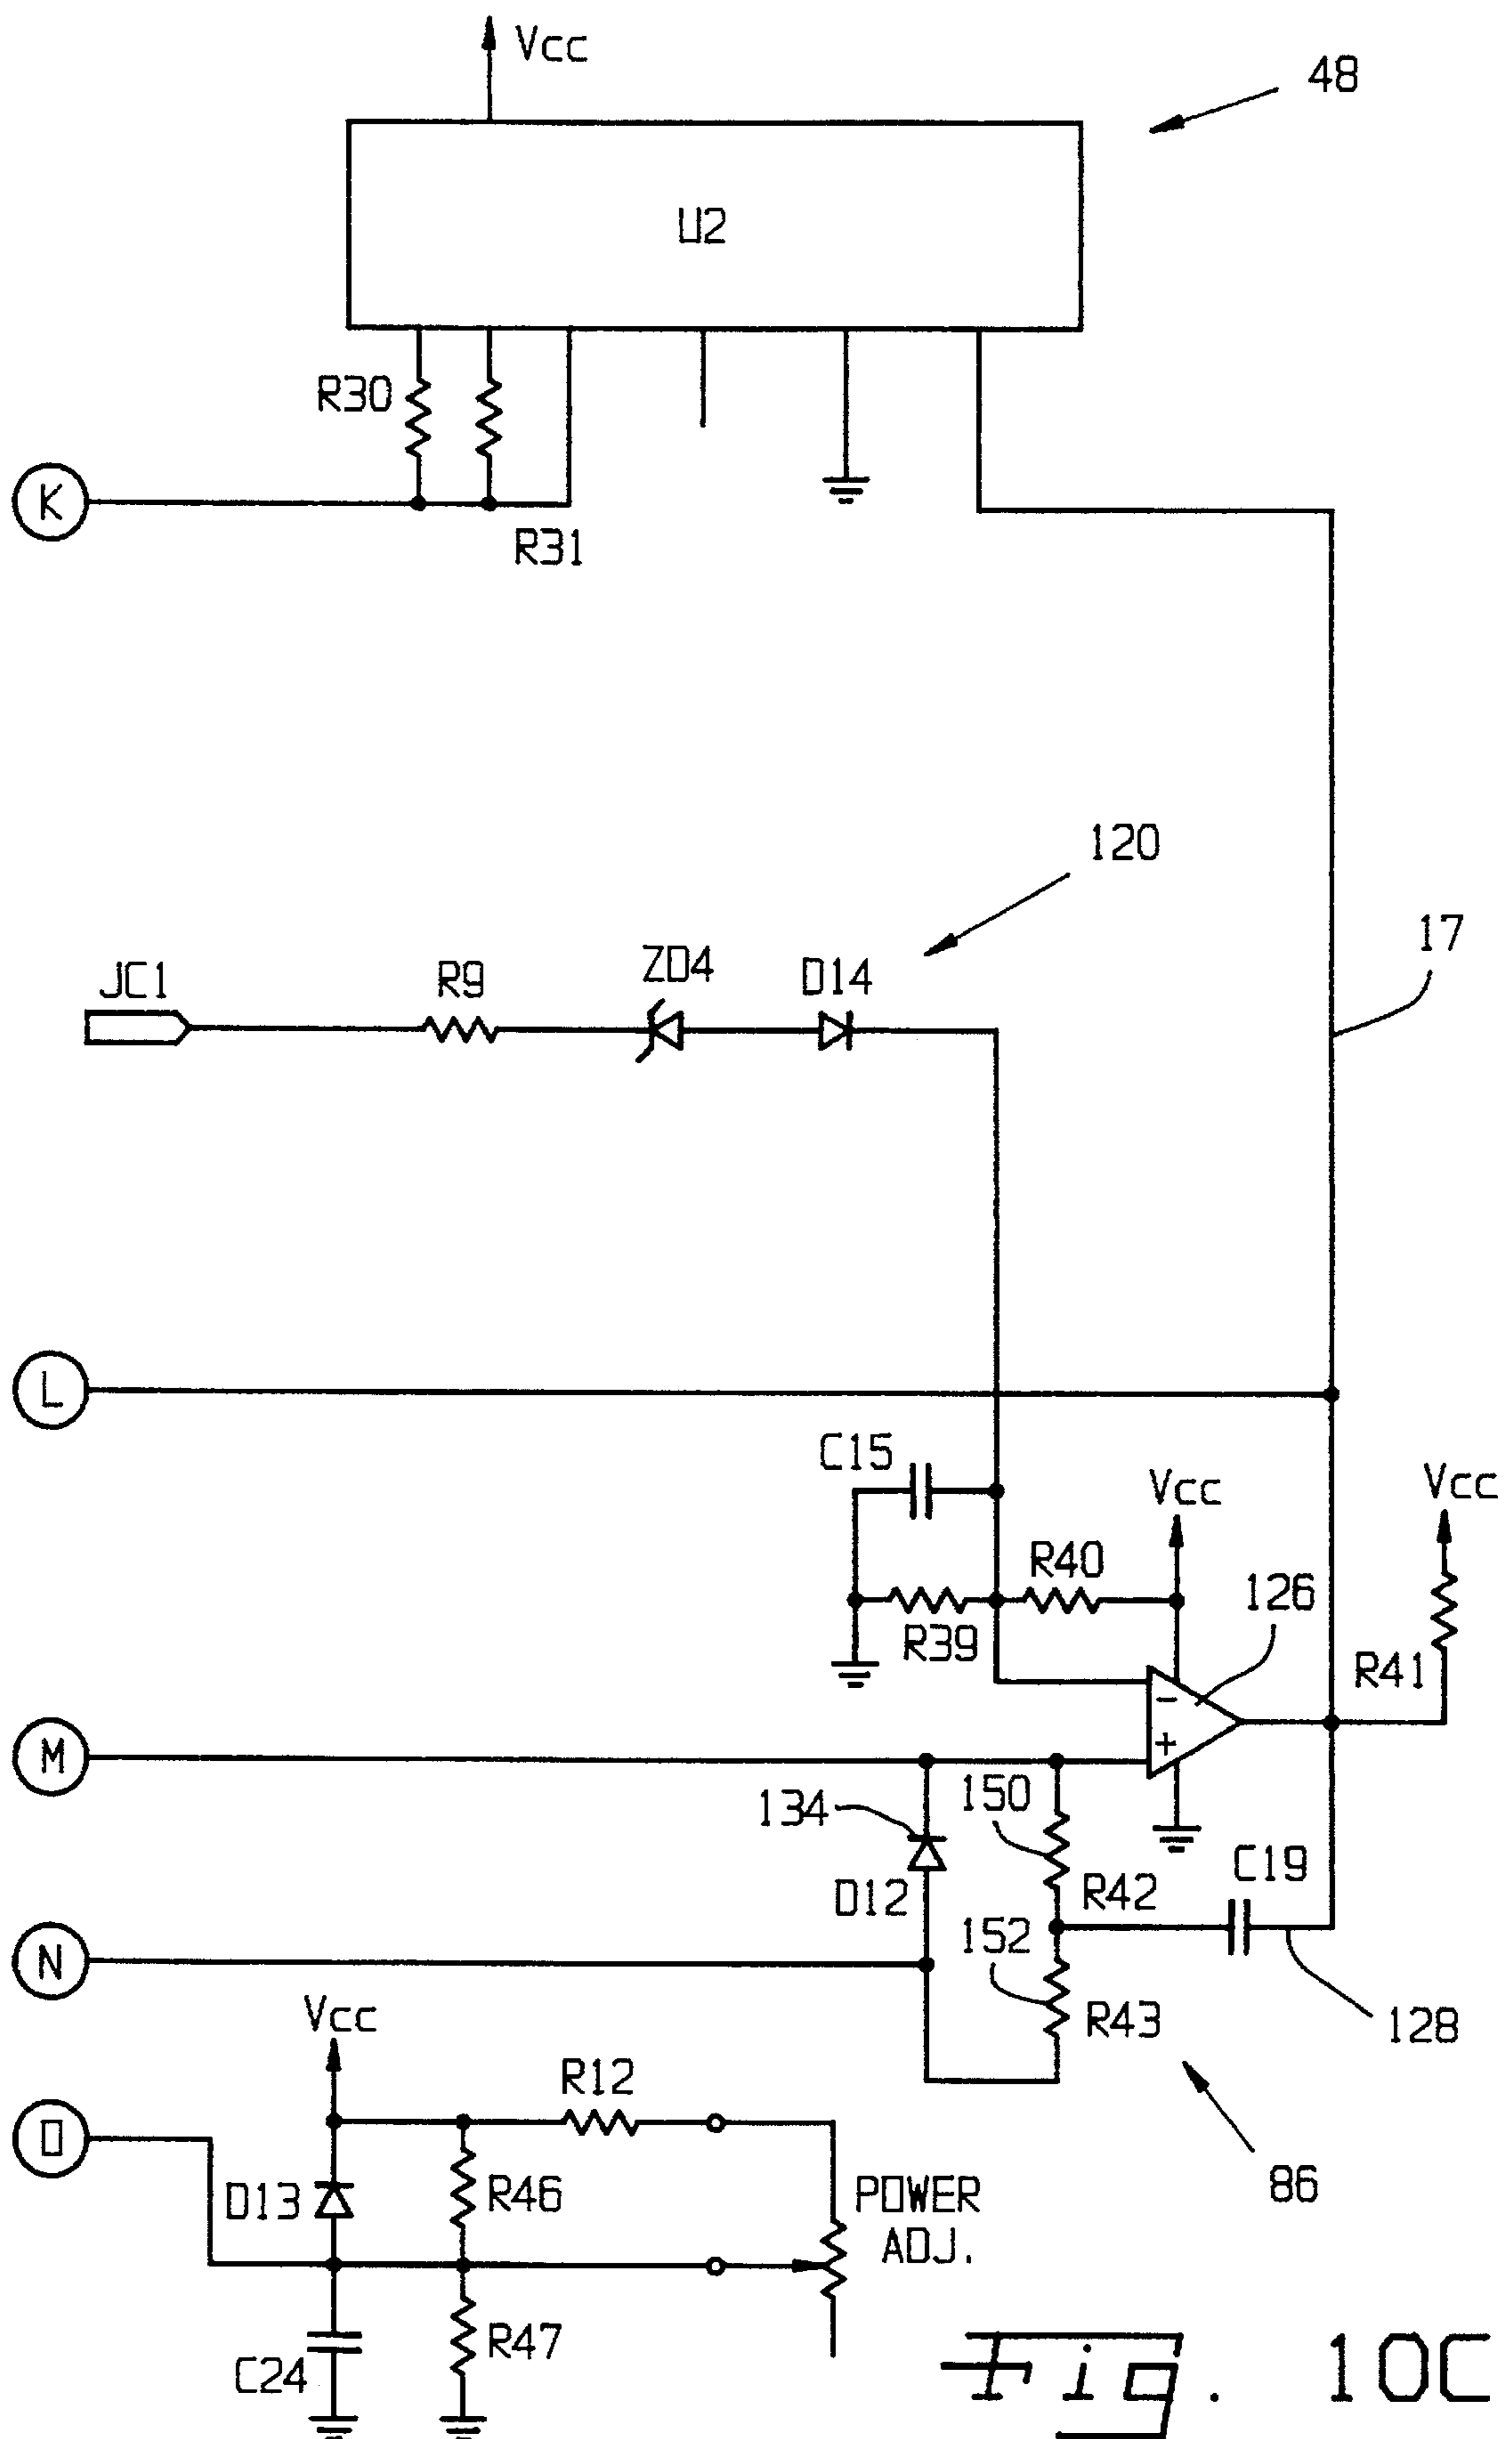 Vcc
48
U2
R30
K
R31
120
17
JC1
R9
ZD4
D14
L
C15
Vcc
Vcc
R40
126
R39
R41
-
M
+
134
150
D12
R42
C19
N
152
R43
128
Vcc
R12
O
86
D13
R46
POWER
ADJ.
C24
R47
Fig. 10C